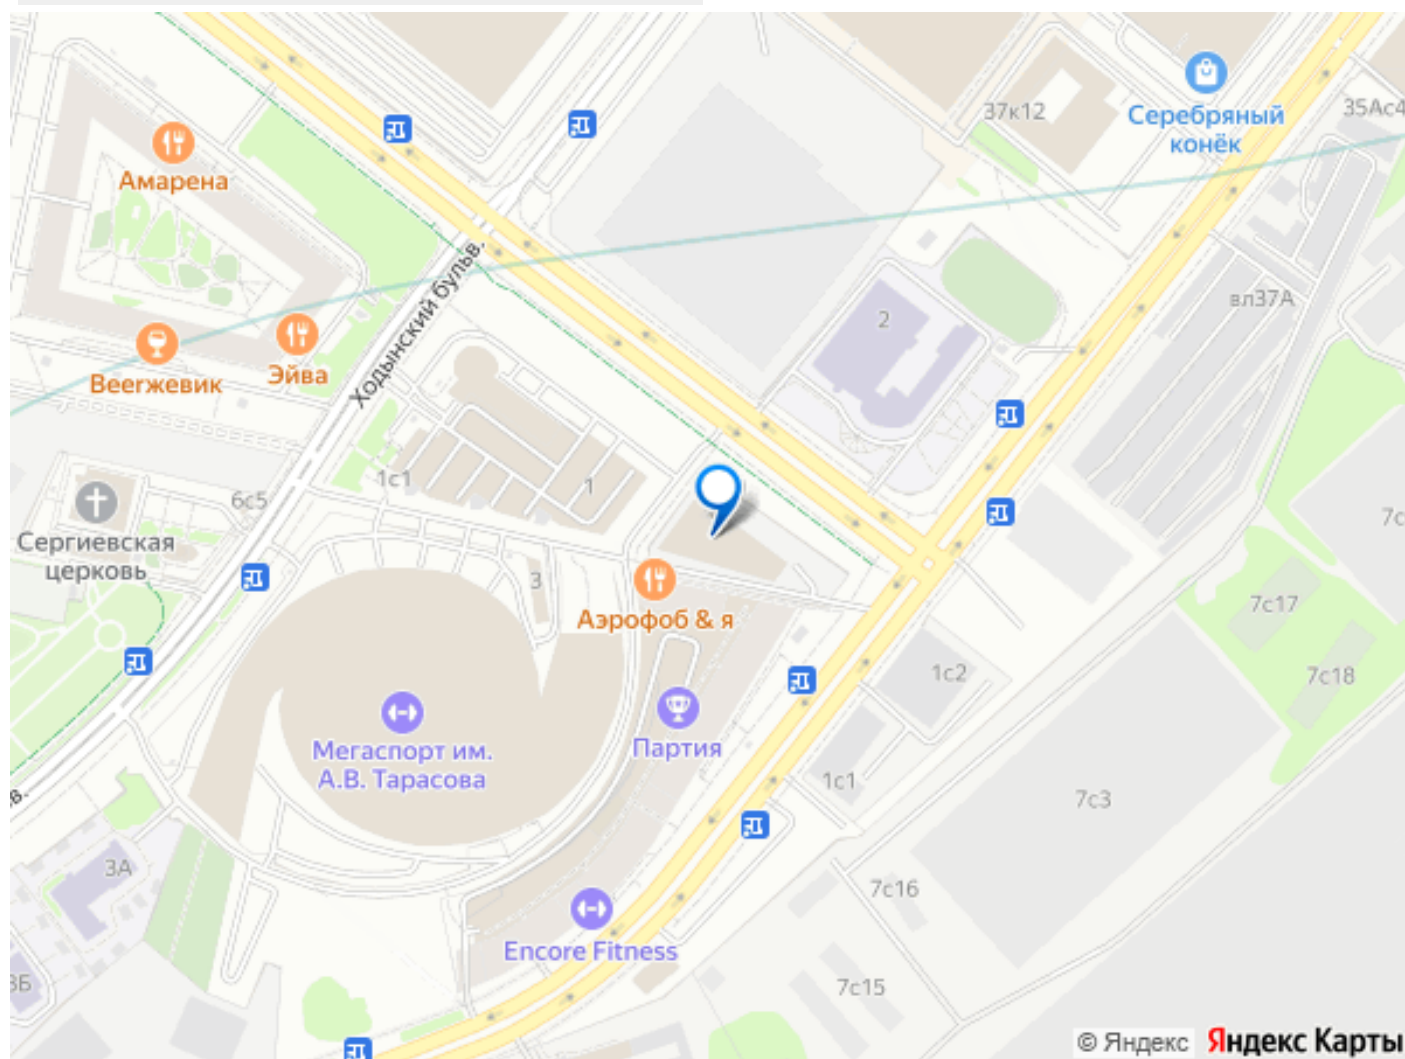 37к12
Серебряный
конёк
35Ас4
Амарена
Ходынский бульв.
вл37А
2
Веегжевик
Эйва
1с1
1
6с5
Сергиевская
церковь
7с
3
Аэрофоб & я
7с17
1с2
7с18
Мегаспорт им.
А.В. Тарасова
Партия
1с1
7с3
в.
3А
7с16
Encore Fitness
3Б
7с15
© Яндекс Яндекс Карты